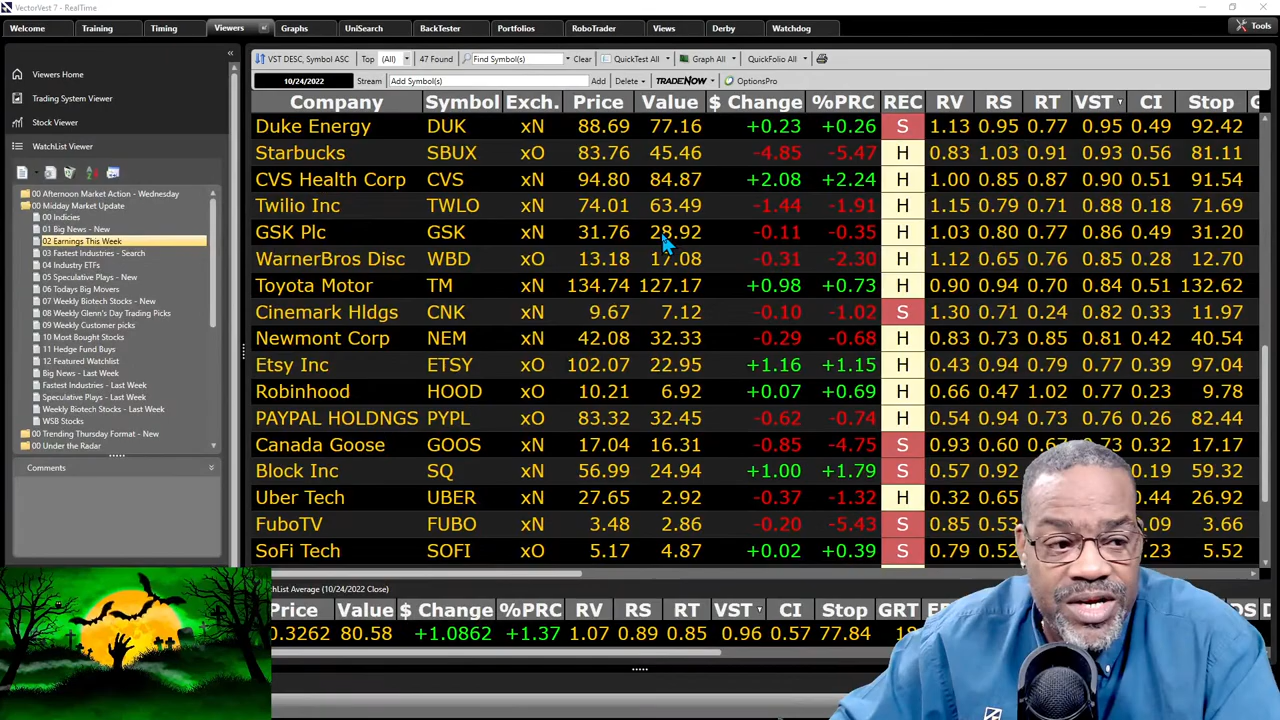 VectorVest 7 - RealTime
Welcome Training Timing Viewers Graphs UniSearch BackTester Portfolios RoboTrader Views Derby Watchdog Tools
VST DESC, Symbol ASC Top (All) 47 Found Find Symbol(s) Clear QuickTest All Graph All QuickFolio All
10/24/2022 Stream Add Symbol(s) Add Delete TRADENOW OptionsPro
Viewers Home
Trading System Viewer
Stock Viewer
WatchList Viewer
00 Afternoon Market Action - Wednesday
00 Midday Market Update
00 Indicies
01 Big News - New
02 Earnings This Week
03 Fastest Industries - Search
04 Industry ETFs
05 Speculative Plays - New
06 Todays Big Movers
07 Weekly Biotech Stocks - New
08 Weekly Glenn's Day Trading Picks
09 Weekly Customer picks
10 Most Bought Stocks
11 Hedge Fund Buys
12 Featured Watchlist
Big News - Last Week
Fastest Industries - Last Week
Speculative Plays - Last Week
Weekly Biotech Stocks - Last Week
WSB Stocks
00 Trending Thursday Format - New
00 Under the Radar
Comments
Company Symbol Exch. Price Value $ Change %PRC REC RV RS RT VST CI Stop
Duke Energy DUK xN 88.69 77.16 +0.23 +0.26 S 1.13 0.95 0.77 0.95 0.49 92.42
Starbucks SBUX xO 83.76 45.46 -4.85 -5.47 H 0.83 1.03 0.91 0.93 0.56 81.11
CVS Health Corp CVS xN 94.80 84.87 +2.08 +2.24 H 1.00 0.85 0.87 0.90 0.51 91.54
Twilio Inc TWLO xN 74.01 63.49 -1.44 -1.91 H 1.15 0.79 0.71 0.88 0.18 71.69
GSK Plc GSK xN 31.76 28.92 -0.11 -0.35 H 1.03 0.80 0.77 0.86 0.49 31.20
WarnerBros Disc WBD xO 13.18 17.08 -0.31 -2.30 H 1.12 0.65 0.76 0.85 0.28 12.70
Toyota Motor TM xN 134.74 127.17 +0.98 +0.73 H 0.90 0.94 0.70 0.84 0.51 132.62
Cinemark Hldgs CNK xN 9.67 7.12 -0.10 -1.02 S 1.30 0.71 0.24 0.82 0.33 11.97
Newmont Corp NEM xN 42.08 32.33 -0.29 -0.68 H 0.83 0.73 0.85 0.81 0.42 40.54
Etsy Inc ETSY xO 102.07 22.95 +1.16 +1.15 H 0.43 0.94 0.79 0.77 0.39 97.04
Robinhood HOOD xO 10.21 6.92 +0.07 +0.69 H 0.66 0.47 1.02 0.77 0.23 9.78
PAYPAL HOLDNGS PYPL xO 83.32 32.45 -0.62 -0.74 H 0.54 0.94 0.73 0.76 0.26 82.44
Canada Goose GOOS xN 17.04 16.31 -0.85 -4.75 S 0.93 0.60 0.67 0.73 0.32 17.17
Block Inc SQ xN 56.99 24.94 +1.00 +1.79 S 0.57 0.92 0.19 59.32
Uber Tech UBER xN 27.65 2.92 -0.37 -1.32 H 0.32 0.65 .44 26.92
FuboTV FUBO xN 3.48 2.86 -0.20 -5.43 S 0.85 0.53 .09 3.66
SoFi Tech SOFI xO 5.17 4.87 +0.02 +0.39 S 0.79 0.52 .23 5.52
chList Average (10/24/2022 Close)
Price Value $ Change %PRC RV RS RT VST CI Stop GRT
0.3262 80.58 +1.0862 +1.37 1.07 0.89 0.85 0.96 0.57 77.84